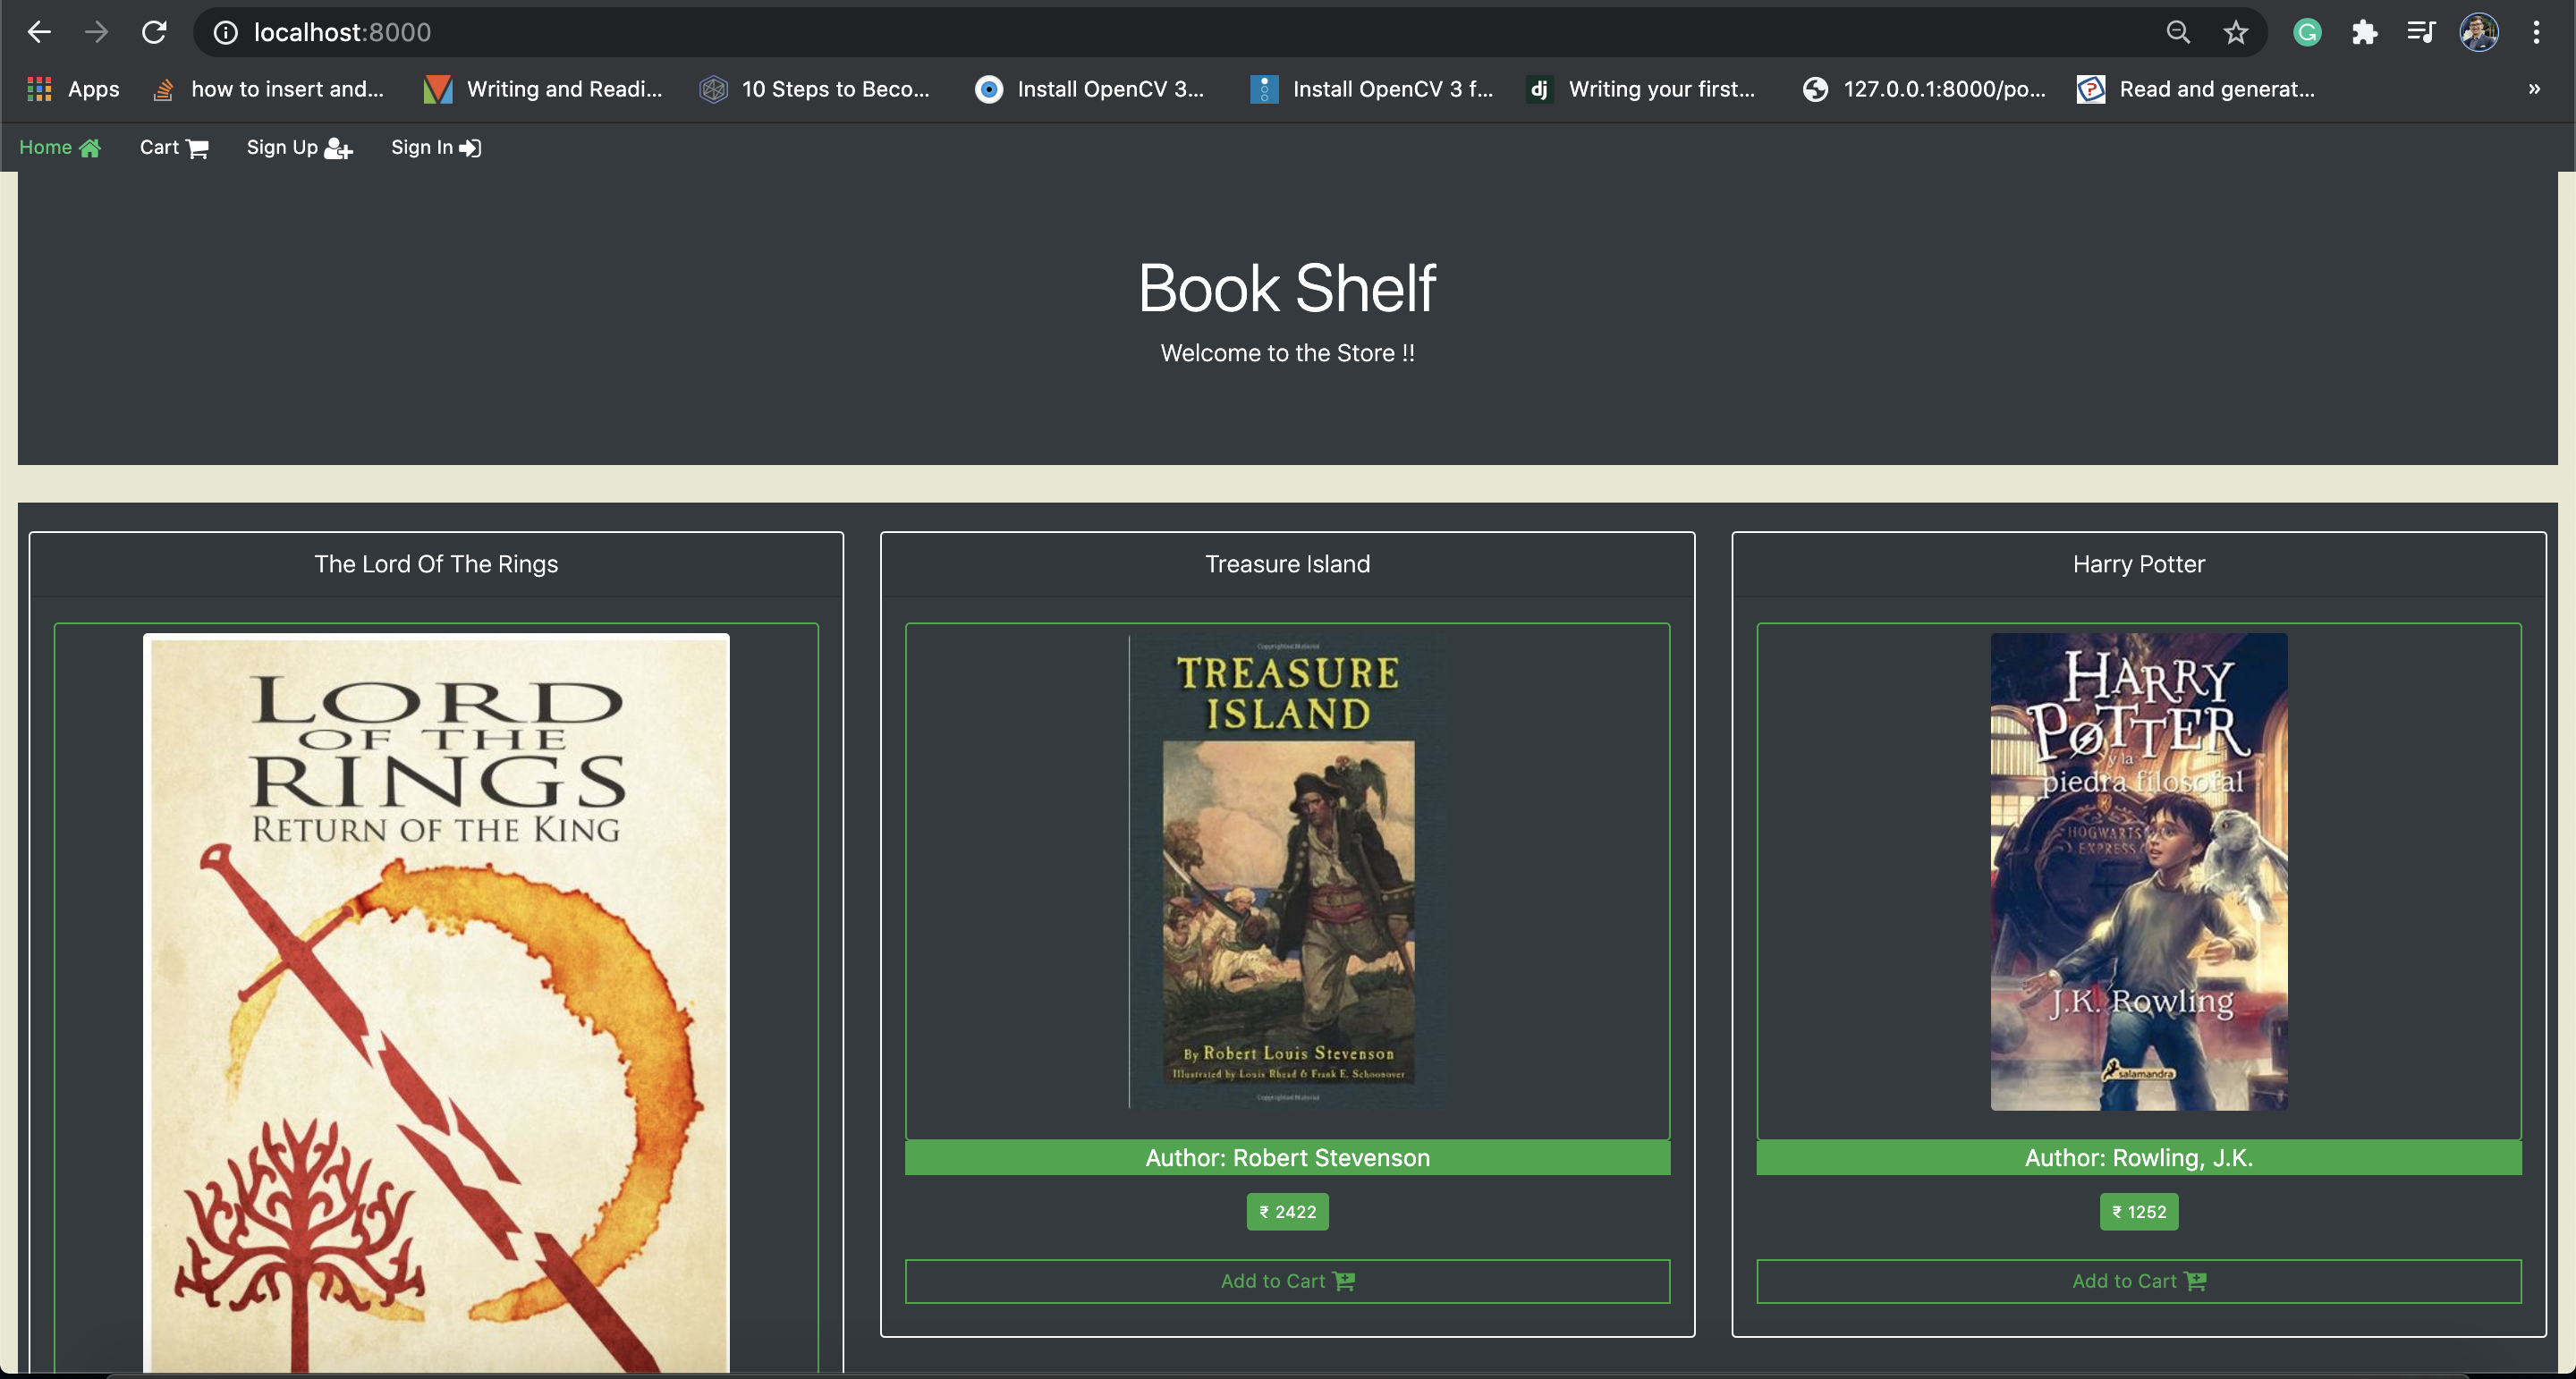 localhost:8000
Apps
how to insert and...
Writing and Readi...
10 Steps to Beco...
Install OpenCV 3...
Install OpenCV 3 f...
dj
Writing your first...
127.0.0.1:8000/po...
Read and generat...
»
Home
Cart
Sign Up
Sign In
Book Shelf
Welcome to the Store !!
The Lord Of The Rings
LORD
OF THE
RINGS
RETURN OF THE KING
Treasure Island
Copyrighted Material
TREASURE
ISLAND
By Robert Louis Stevenson
Illustrated by Louis Rhead & Frank E. Schoonover
Copyrighted Material
Author: Robert Stevenson
₹ 2422
Add to Cart
Harry Potter
HARRY
POTTER
y la
piedra filosofal
HOGWARTS
EXPRESS
J.K. Rowling
salamandra
Author: Rowling, J.K.
₹ 1252
Add to Cart